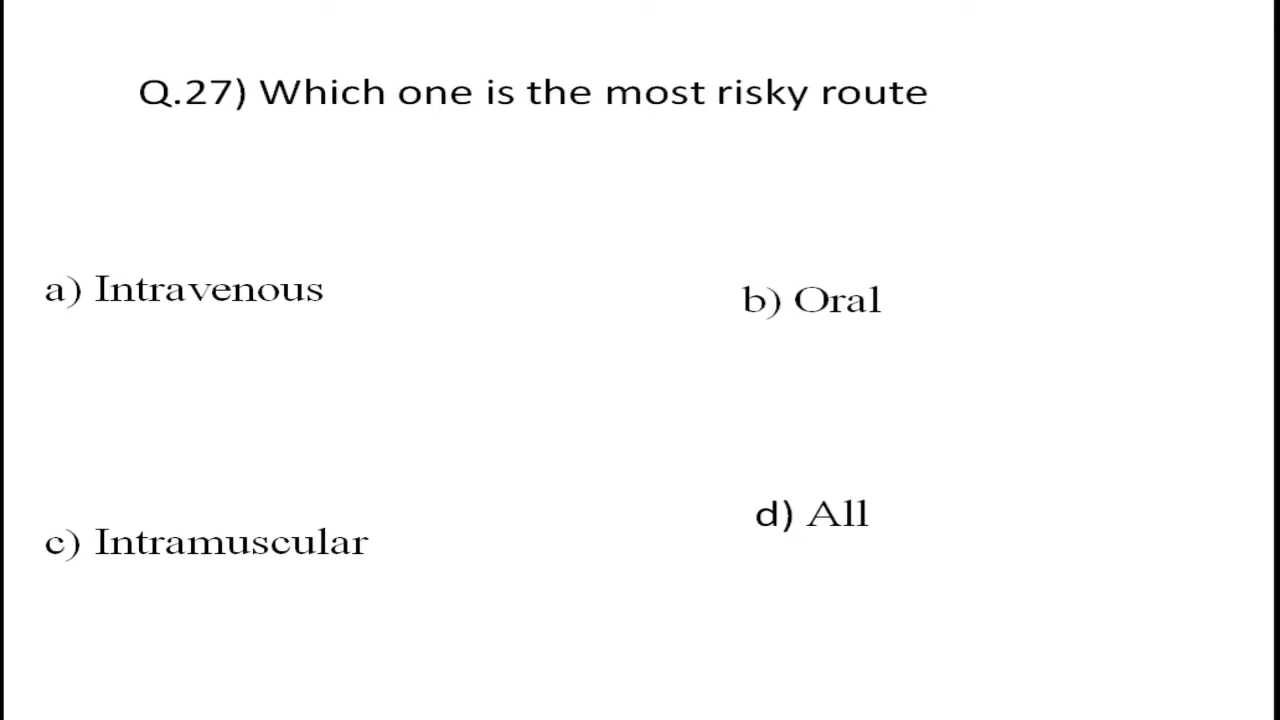 Q.27) Which one is the most risky route
a) Intravenous
b) Oral
c) Intramuscular
d) All